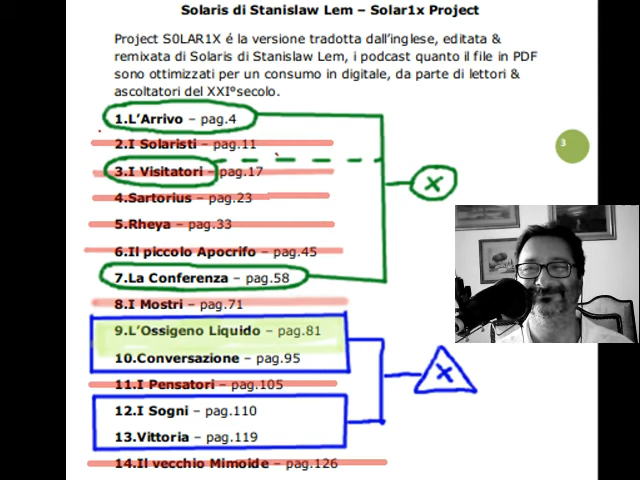 Solaris di Stanislaw Lem – Solar1x Project
Project S0LAR1X é la versione tradotta dall'inglese, editata &
remixata di Solaris di Stanislaw Lem, i podcast quanto il file in PDF
sono ottimizzati per un consumo in digitale, da parte di lettori &
ascoltatori del XXI°secolo.
1.L'Arrivo – pag.4
2.I Solaristi – pag.11
3
3.I Visitatori – pag.17
4.Sartorius – pag.23
X
5.Rheya – pag.33
6.Il piccolo Apocrifo – pag.45
7.La Conferenza – pag.58
8.I Mostri – pag.71
9.L'Ossigeno Liquido – pag.81
10.Conversazione – pag.95
X
11.I Pensatori – pag.105
12.I Sogni – pag.110
13.Vittoria – pag.119
14.Il vecchio Mimoide – pag.126